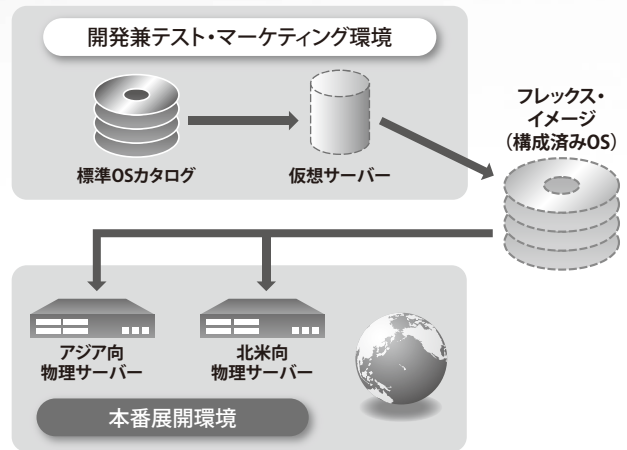 開発兼テスト・マーケティング環境
標準OSカタログ
仮想サーバー
フレックス・
イメージ
(構成済みOS)
アジア向
物理サーバー
北米向
物理サーバー
本番展開環境